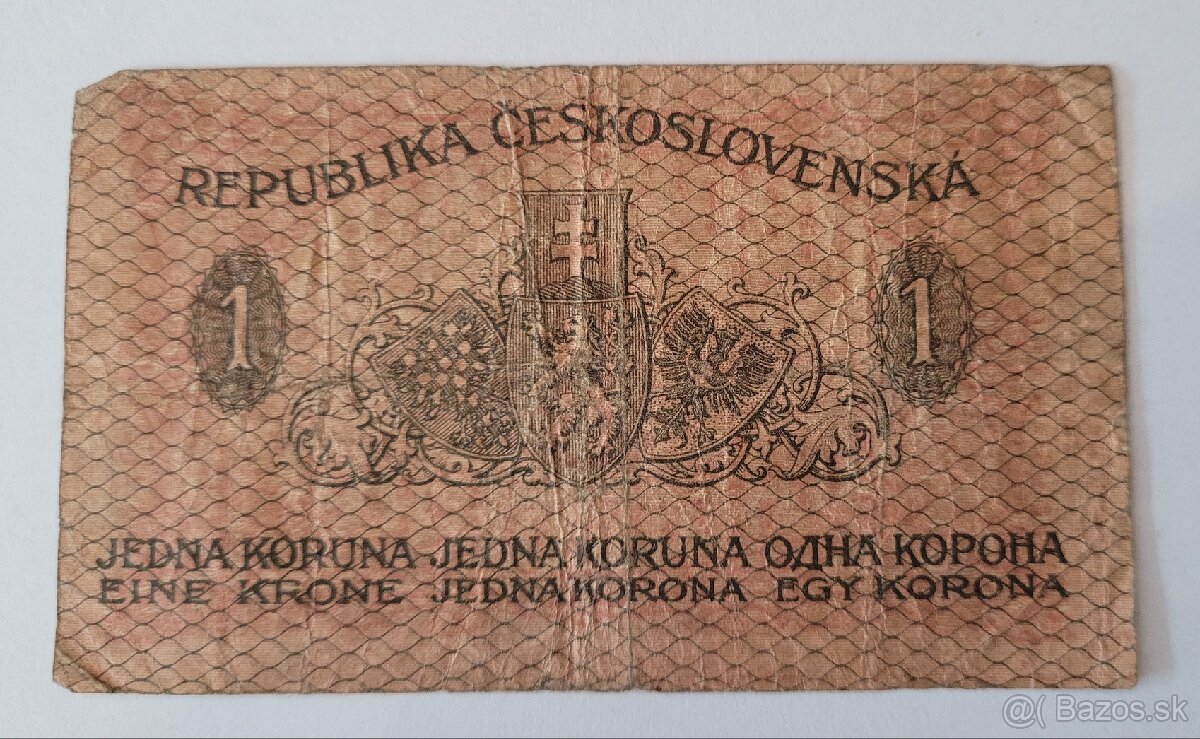 REPUBLIKA ČESKOSLOVENSKÁ
1 1
JEDNA KORUNA JEDNA KORUNA ОДНА КОРОНА
EINE KRONE JEDNA KORONA EGY KORONA
@( Bazos.sk